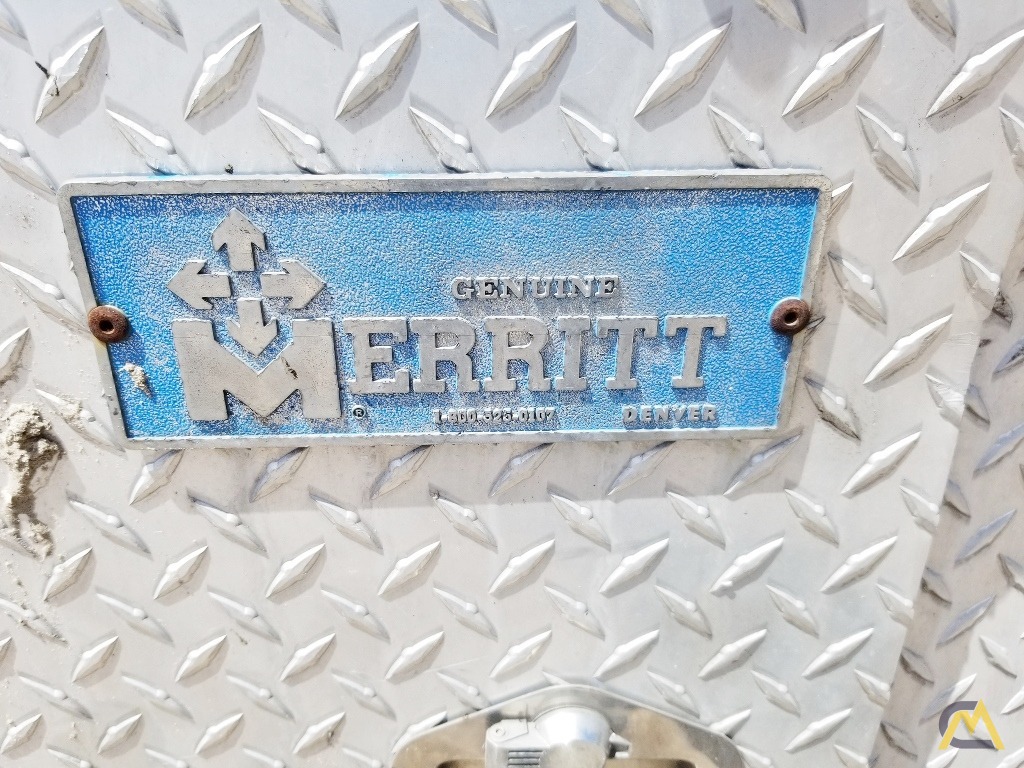 GENUINE
MERRITT
®
1.800.525.0107 DENVER